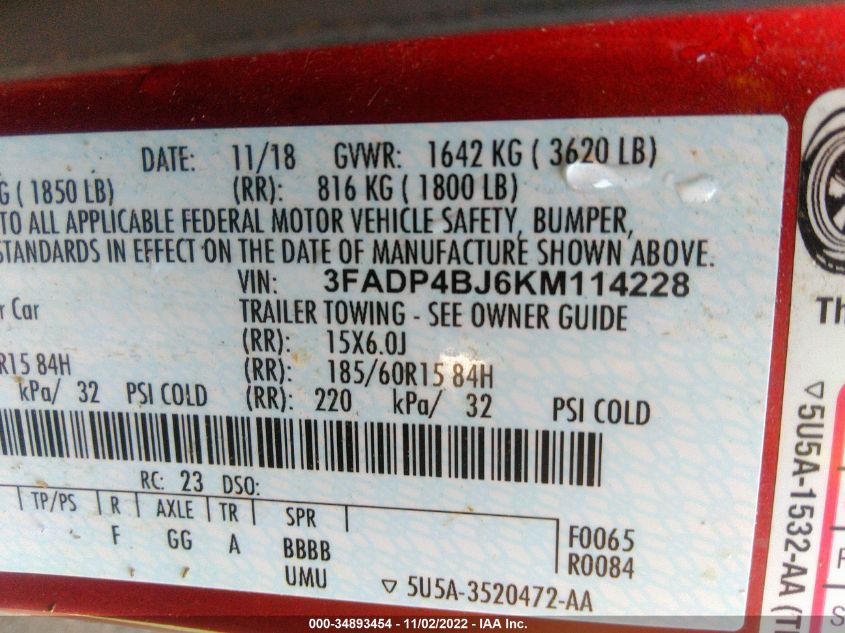 DATE: 11/18 GVWR: 1642 KG ( 3620 LB)
G ( 1850 LB) (RR): 816 KG ( 1800 LB)
TO ALL APPLICABLE FEDERAL MOTOR VEHICLE SAFETY, BUMPER,
STANDARDS IN EFFECT ON THE DATE OF MANUFACTURE SHOWN ABOVE.
VIN: 3FADP4BJ6KM114228
r Car TRAILER TOWING - SEE OWNER GUIDE
(RR): 15X6.0J
R15 84H (RR): 185/60R15 84H
kPa/ 32 PSI COLD (RR): 220 kPa/ 32 PSI COLD
RC: 23 DSO:
TP/PS R AXLE TR SPR
F GG A BBBB F0065
UMU R0084
▽ 5U5A-3520472-AA
Th
▽5U5A-1532-AA (T
000-34893454 - 11/02/2022 - IAA Inc.